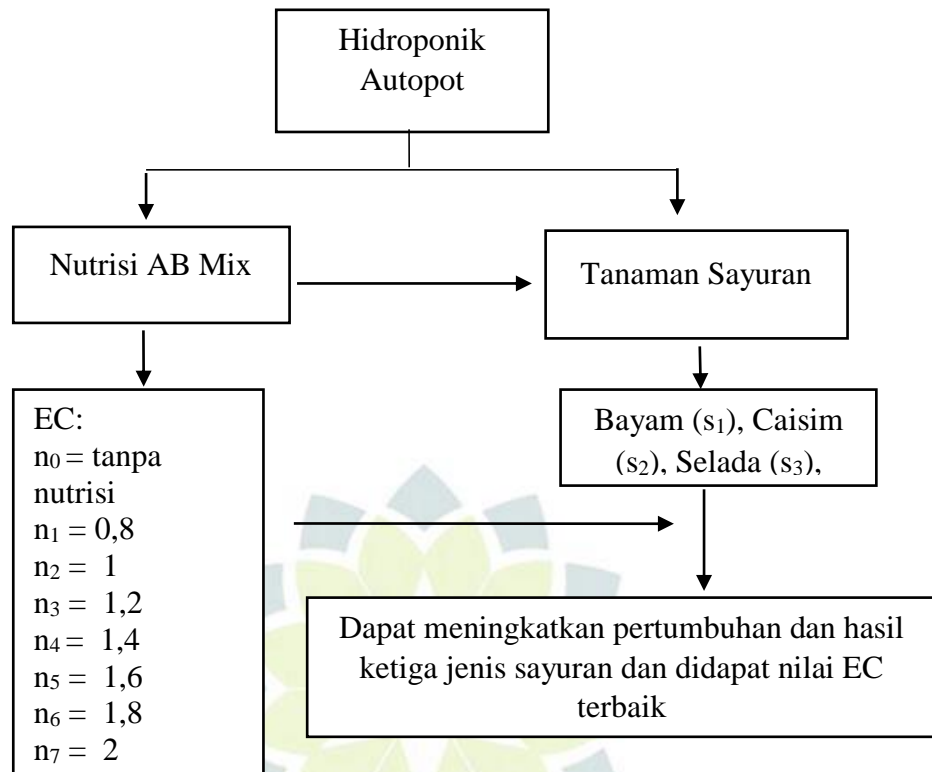 Hidroponik
Autopot
Nutrisi AB Mix
Tanaman Sayuran
EC:
n₀ = tanpa
nutrisi
n₁ = 0,8
n₂ = 1
n₃ = 1,2
n₄ = 1,4
n₅ = 1,6
n₆ = 1,8
n₇ = 2
Bayam (s₁), Caisim
(s₂), Selada (s₃),
Dapat meningkatkan pertumbuhan dan hasil
ketiga jenis sayuran dan didapat nilai EC
terbaik